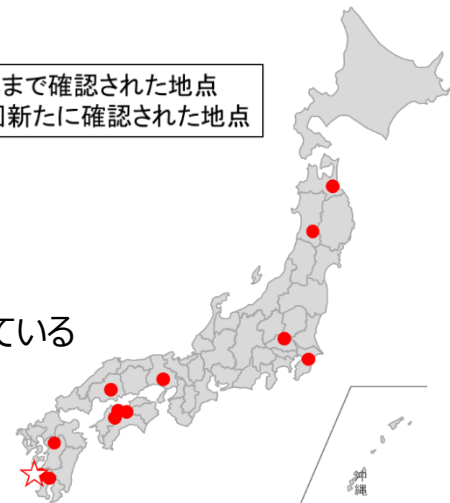 まで確認された地点
新たに確認された地点
ている
沖縄